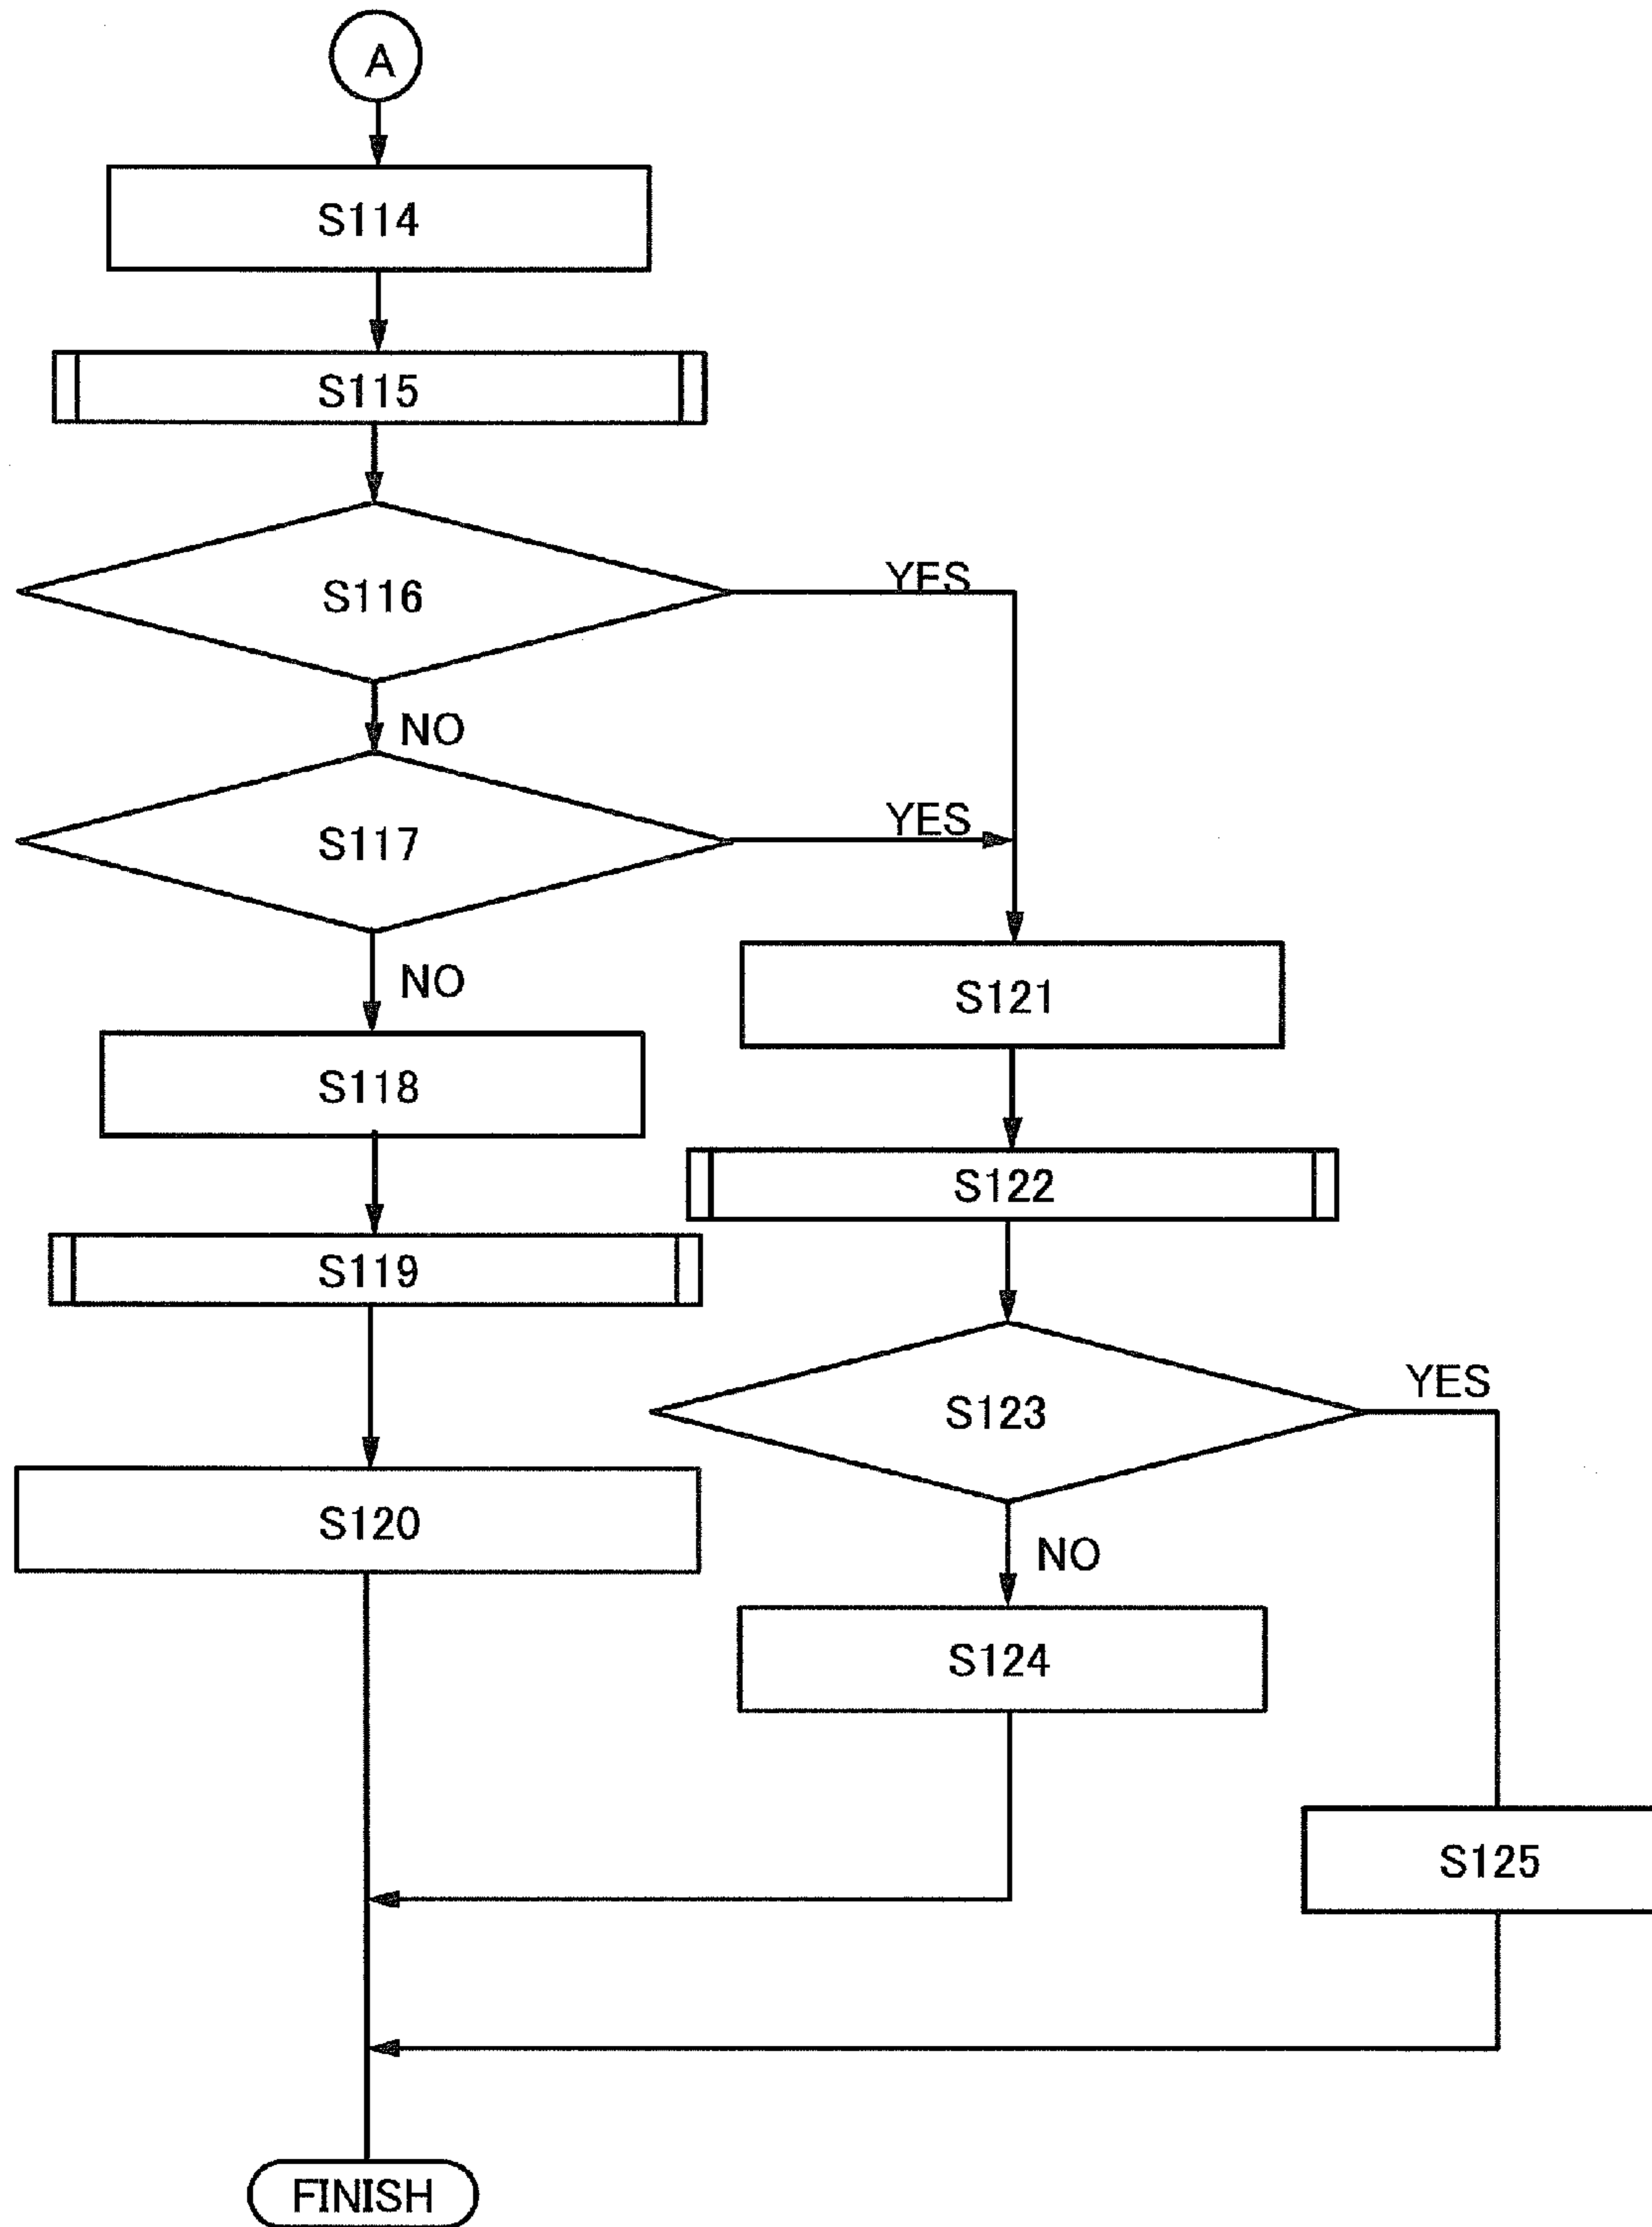 A
S114
S115
S116
YES
NO
S117
YES
NO
S118
S121
S119
S122
S120
S123
YES
NO
S124
S125
FINISH